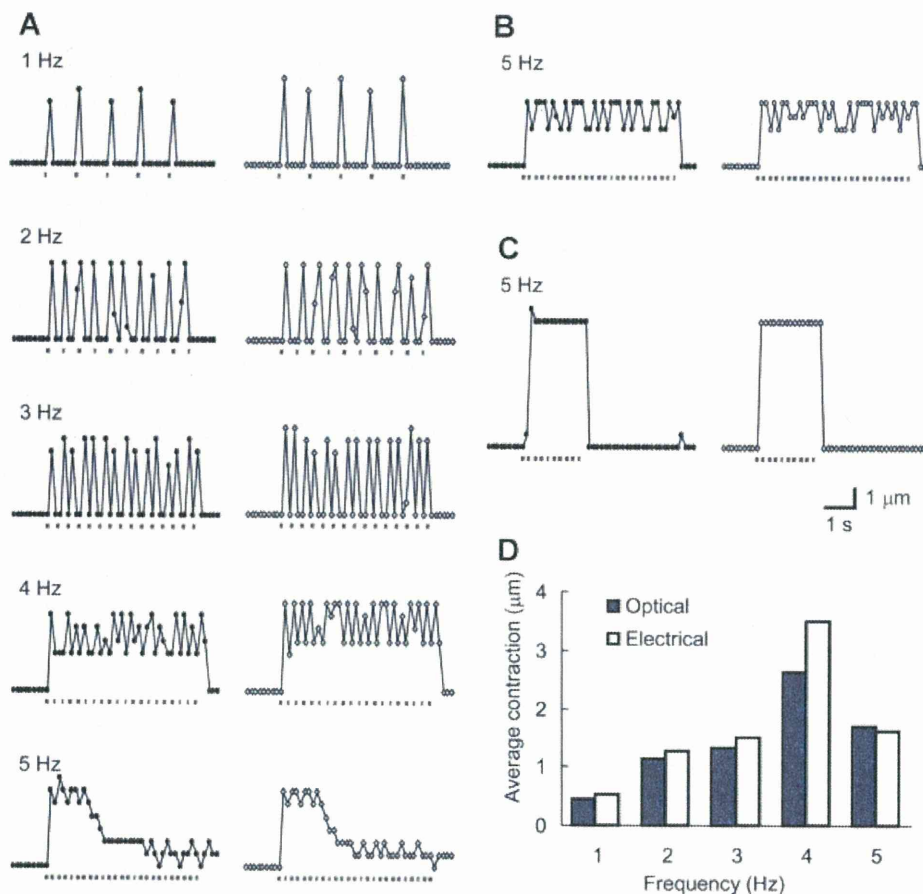 A
1 Hz
2 Hz
3 Hz
4 Hz
5 Hz
B
5 Hz
C
5 Hz
1 μm
1 s
D
Average contraction (μm)
4
3
2
1
0
Optical
Electrical
1 2 3 4 5
Frequency (Hz)